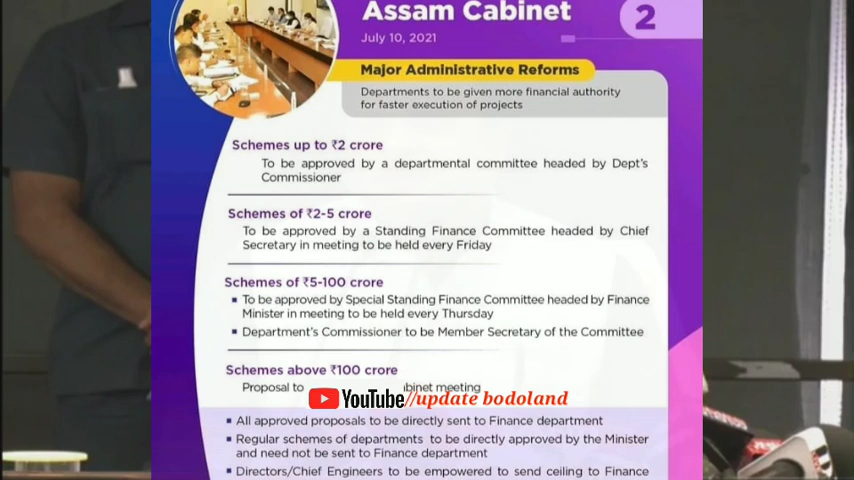 Assam Cabinet
2
July 10, 2021
Major Administrative Reforms
Departments to be given more financial authority
for faster execution of projects
Schemes up to ₹2 crore
To be approved by a departmental committee headed by Dept's
Commissioner
Schemes of ₹2-5 crore
To be approved by a Standing Finance Committee headed by Chief
Secretary in meeting to be held every Friday
Schemes of ₹5-100 crore
▪ To be approved by Special Standing Finance Committee headed by Finance
Minister in meeting to be held every Thursday
▪ Department's Commissioner to be Member Secretary of the Committee
Schemes above ₹100 crore
Proposal to binet meeting
YouTube//update bodoland
▪ All approved proposals to be directly sent to Finance department
▪ Regular schemes of departments to be directly approved by the Minister
and need not be sent to Finance department
▪ Directors/Chief Engineers to be empowered to send ceiling to Finance